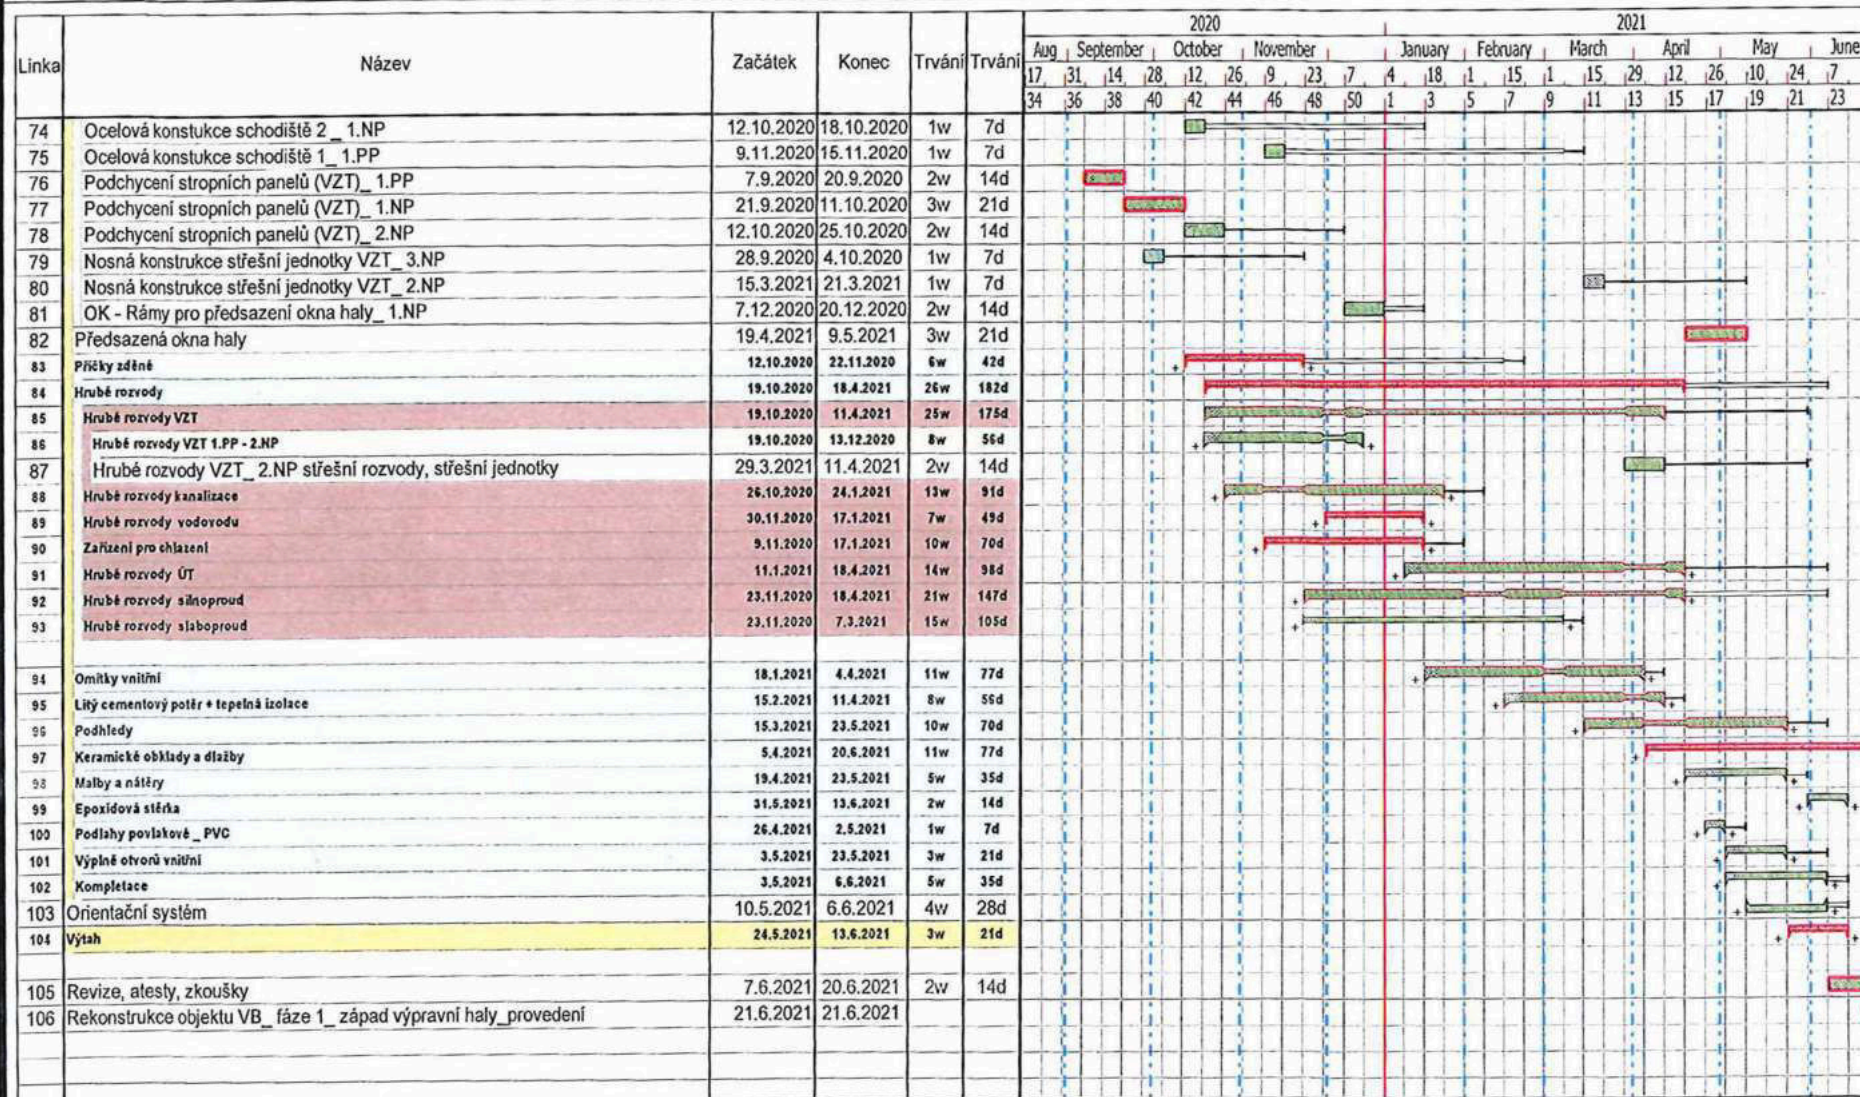 Linka Název Začátek Konec Trvání Trvání
2020 2021
Aug September October November January February March April May June
17 31 14 28 12 26 9 23 7 4 18 1 15 1 15 29 12 26 10 24 7
34 36 38 40 42 44 46 48 50 1 3 5 7 9 11 13 15 17 19 21 23
74 Ocelová konstukce schodiště 2 _ 1.NP 12.10.2020 18.10.2020 1w 7d
75 Ocelová konstukce schodiště 1_ 1.PP 9.11.2020 15.11.2020 1w 7d
76 Podchycení stropních panelů (VZT)_ 1.PP 7.9.2020 20.9.2020 2w 14d
77 Podchycení stropních panelů (VZT)_ 1.NP 21.9.2020 11.10.2020 3w 21d
78 Podchycení stropních panelů (VZT)_ 2.NP 12.10.2020 25.10.2020 2w 14d
79 Nosná konstrukce střešní jednotky VZT_ 3.NP 28.9.2020 4.10.2020 1w 7d
80 Nosná konstrukce střešní jednotky VZT_ 2.NP 15.3.2021 21.3.2021 1w 7d
81 OK - Rámy pro předsazení okna haly_ 1.NP 7.12.2020 20.12.2020 2w 14d
82 Předsazená okna haly 19.4.2021 9.5.2021 3w 21d
83 Příčky zděné 12.10.2020 22.11.2020 6w 42d
84 Hrubé rozvody 19.10.2020 18.4.2021 26w 182d
85 Hrubé rozvody VZT 19.10.2020 11.4.2021 25w 175d
86 Hrubé rozvody VZT 1.PP - 2.NP 19.10.2020 13.12.2020 8w 56d
87 Hrubé rozvody VZT_ 2.NP střešní rozvody, střešní jednotky 29.3.2021 11.4.2021 2w 14d
88 Hrubé rozvody kanalizace 26.10.2020 24.1.2021 13w 91d
89 Hrubé rozvody vodovodu 30.11.2020 17.1.2021 7w 49d
90 Zařízení pro chlazení 9.11.2020 17.1.2021 10w 70d
91 Hrubé rozvody ÚT 11.1.2021 18.4.2021 14w 98d
92 Hrubé rozvody silnoproud 23.11.2020 18.4.2021 21w 147d
93 Hrubé rozvody slaboproud 23.11.2020 7.3.2021 15w 105d
94 Omítky vnitřní 18.1.2021 4.4.2021 11w 77d
95 Litý cementový potěr + tepelná izolace 15.2.2021 11.4.2021 8w 56d
96 Podhledy 15.3.2021 23.5.2021 10w 70d
97 Keramické obklady a dlažby 5.4.2021 20.6.2021 11w 77d
98 Malby a nátěry 19.4.2021 23.5.2021 5w 35d
99 Epoxidová stěrka 31.5.2021 13.6.2021 2w 14d
100 Podlahy povlakové _ PVC 26.4.2021 2.5.2021 1w 7d
101 Výplně otvorů vnitřní 3.5.2021 23.5.2021 3w 21d
102 Kompletace 3.5.2021 6.6.2021 5w 35d
103 Orientační systém 10.5.2021 6.6.2021 4w 28d
104 Výtah 24.5.2021 13.6.2021 3w 21d
105 Revize, atesty, zkoušky 7.6.2021 20.6.2021 2w 14d
106 Rekonstrukce objektu VB_ fáze 1_ západ výpravní haly_provedení 21.6.2021 21.6.2021